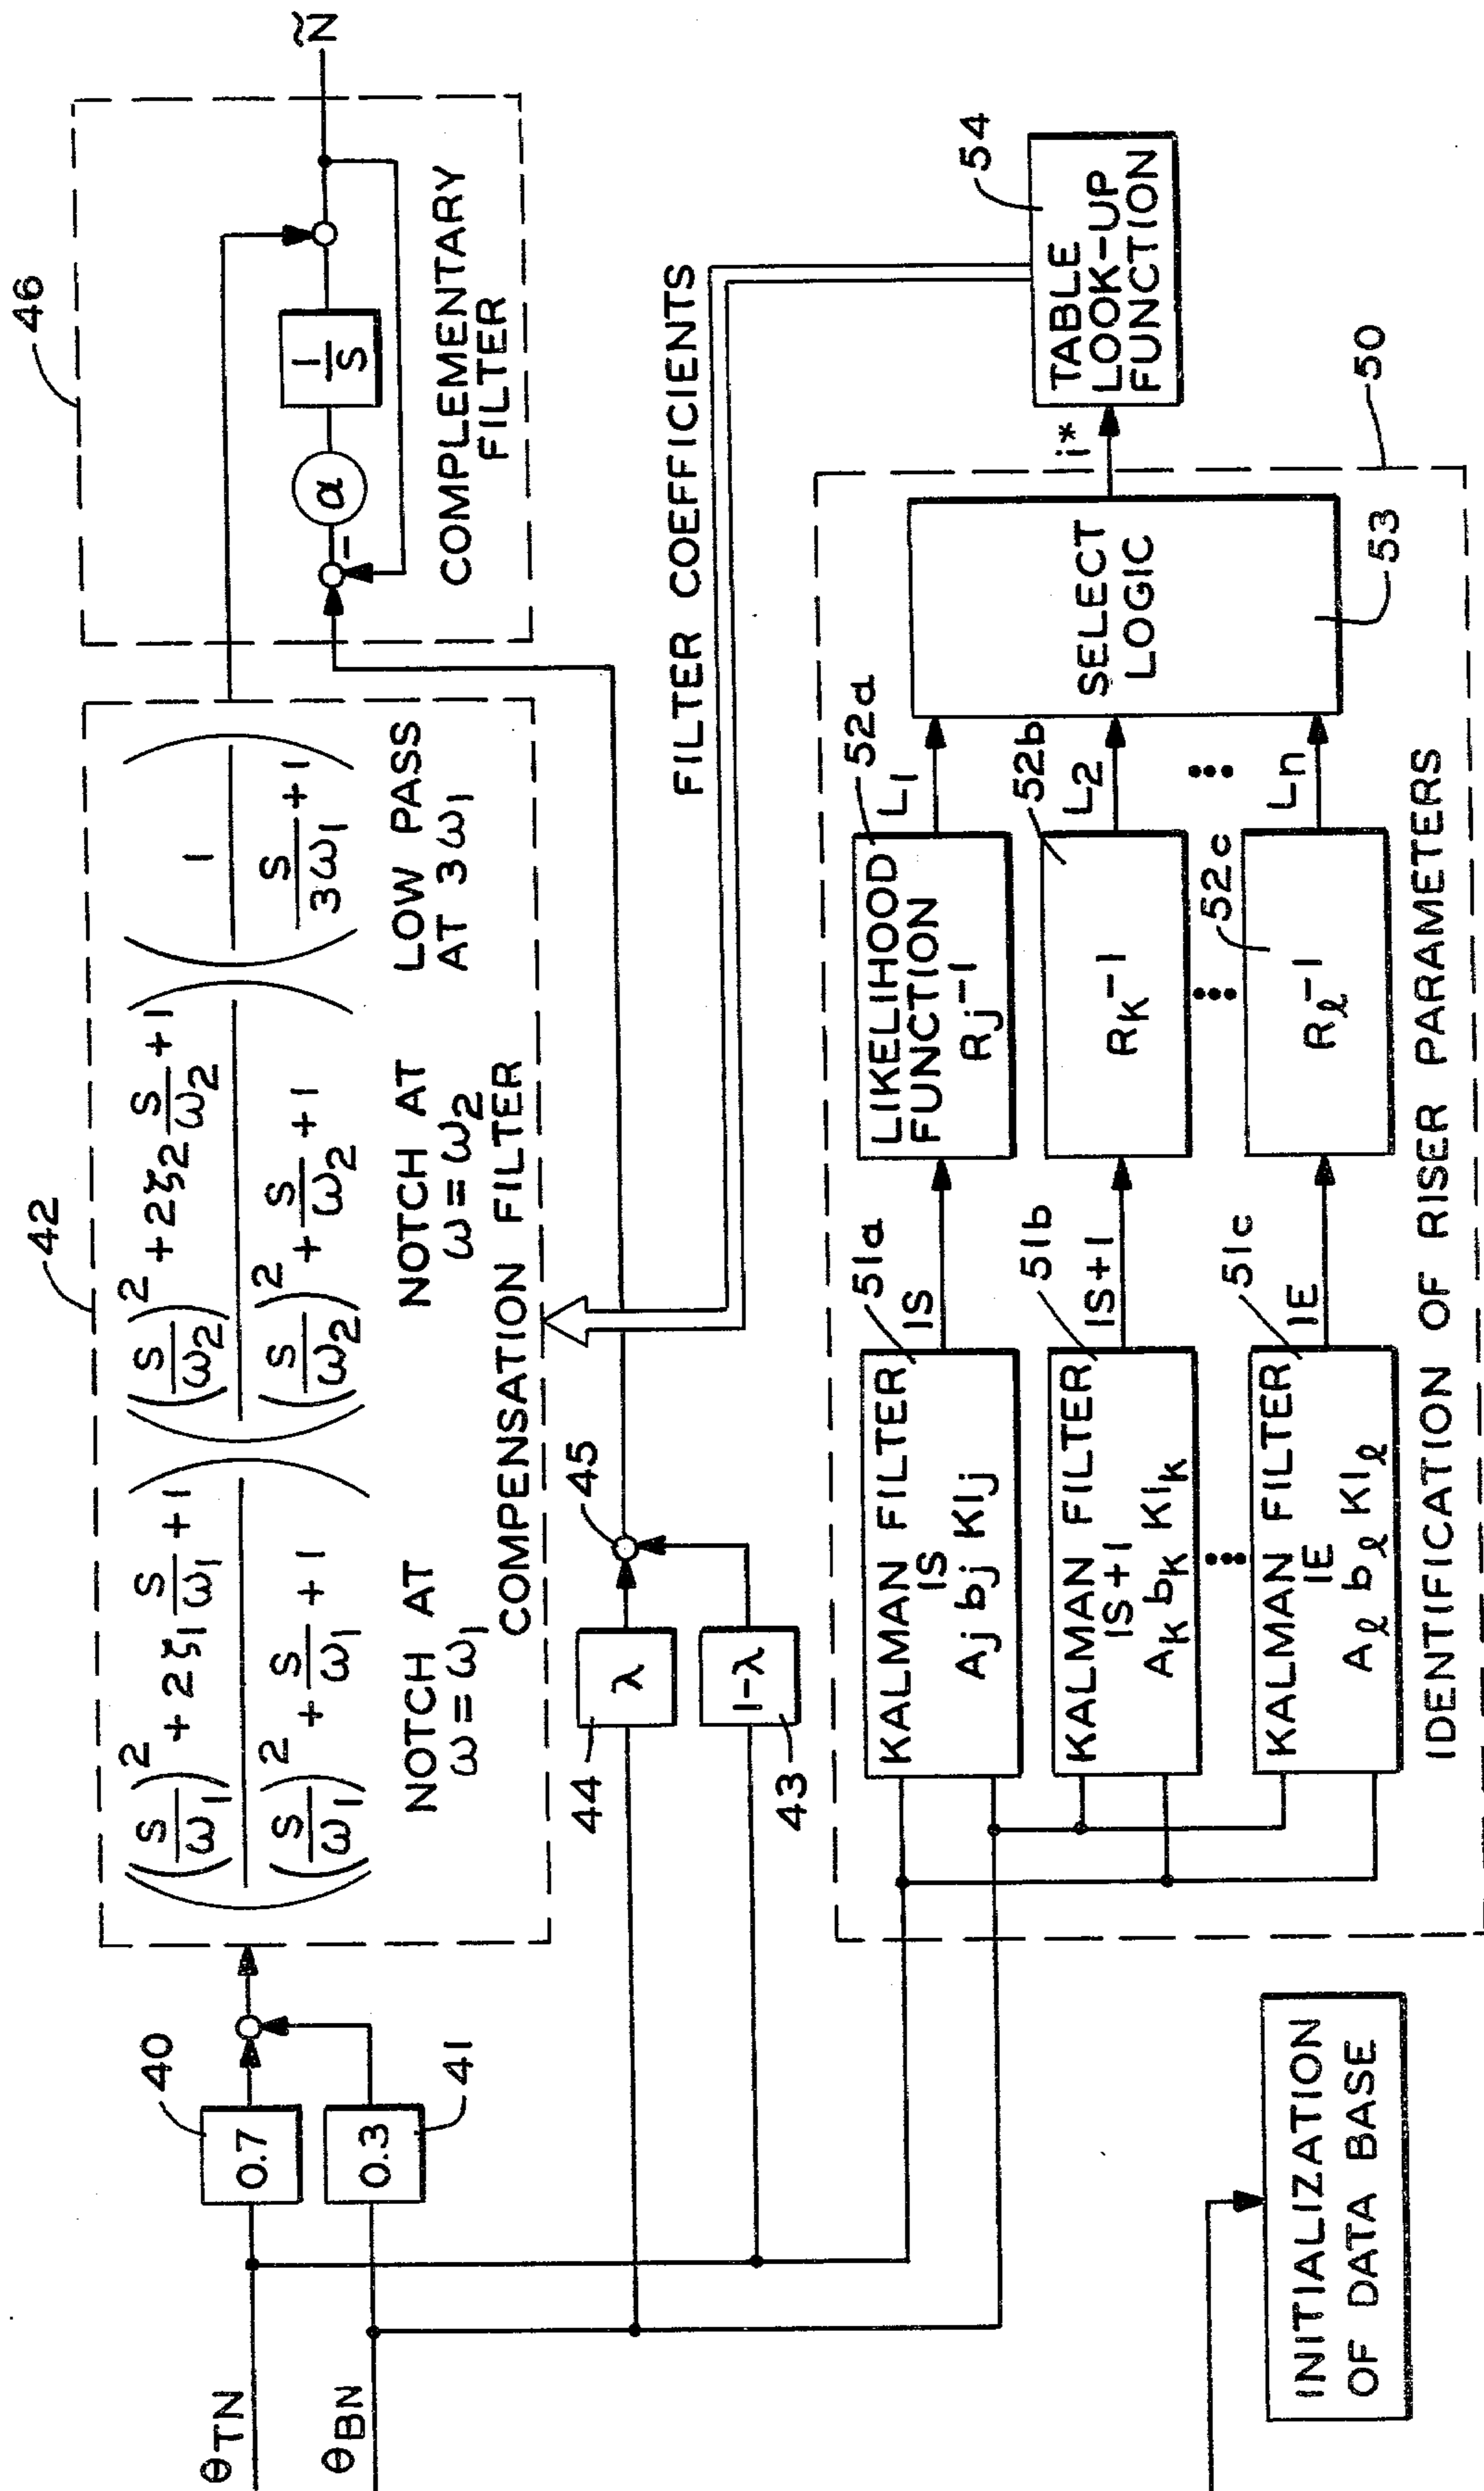 θTN
θBN
0.7
40
0.3
41
42
(S/ω1)² + 2ζ1 S/ω1 + 1
(S/ω1)² + S/ω1 + 1
NOTCH AT
ω = ω1
(S/ω2)² + 2ζ2 S/ω2 + 1
(S/ω2)² + S/ω2 + 1
NOTCH AT
ω = ω2
1
S/3ω1 + 1
LOW PASS
AT 3ω1
COMPENSATION FILTER
46
α
1/S
−
COMPLEMENTARY
FILTER
Ñ
44
λ
45
43
1-λ
FILTER COEFFICIENTS
KALMAN FILTER
IS
Aj bj KIj
51a
IS
LIKELIHOOD
FUNCTION
Rj⁻¹
52a
L1
KALMAN FILTER
IS+1
Ak bk KIk
51b
IS+1
Rk⁻¹
52b
L2
KALMAN FILTER
IE
Aℓ bℓ KIℓ
51c
IE
Rℓ⁻¹
52c
Ln
SELECT
LOGIC
53
i*
TABLE
LOOK-UP
FUNCTION
54
50
IDENTIFICATION OF RISER PARAMETERS
INITIALIZATION
OF DATA BASE